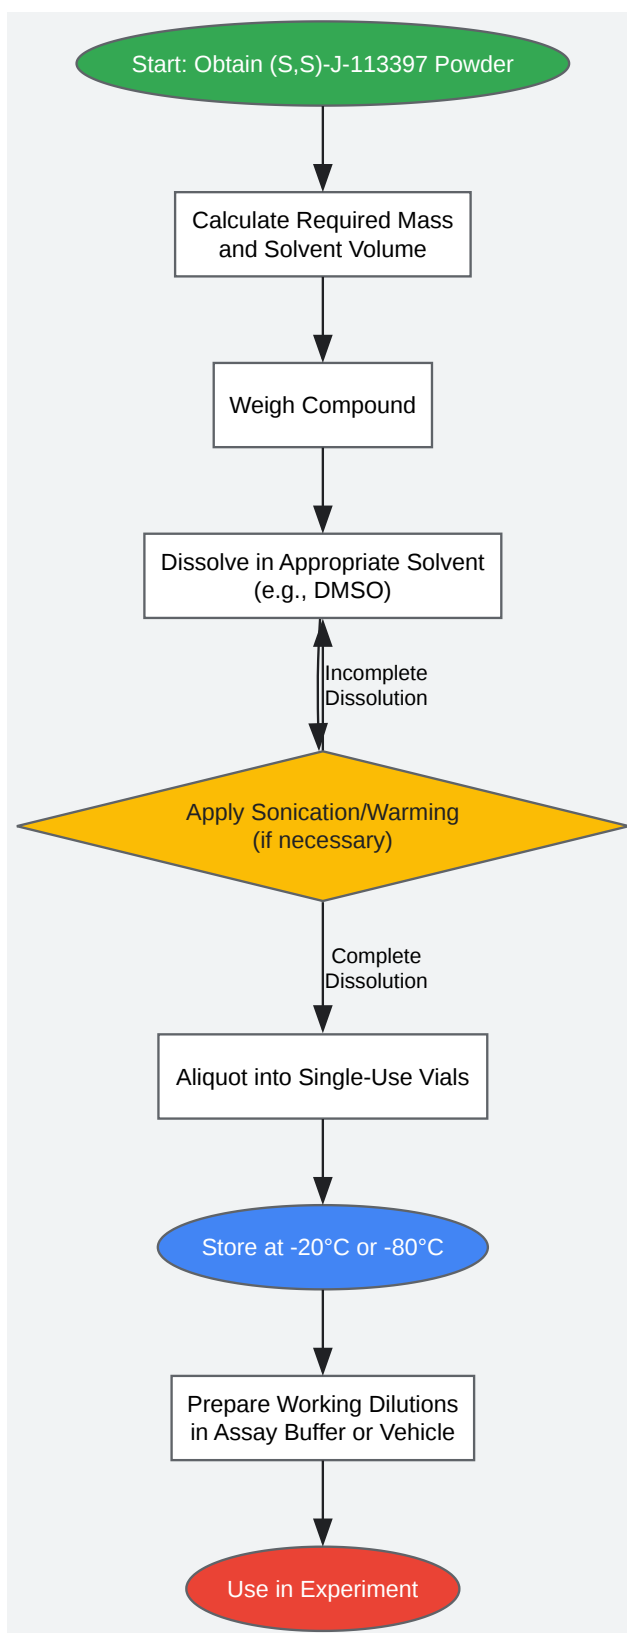 Start: Obtain (S,S)-J-113397 Powder
Calculate Required Mass
and Solvent Volume
Weigh Compound
Dissolve in Appropriate Solvent
(e.g., DMSO)
Incomplete
Dissolution
Apply Sonication/Warming
(if necessary)
Complete
Dissolution
Aliquot into Single-Use Vials
Store at -20°C or -80°C
Prepare Working Dilutions
in Assay Buffer or Vehicle
Use in Experiment